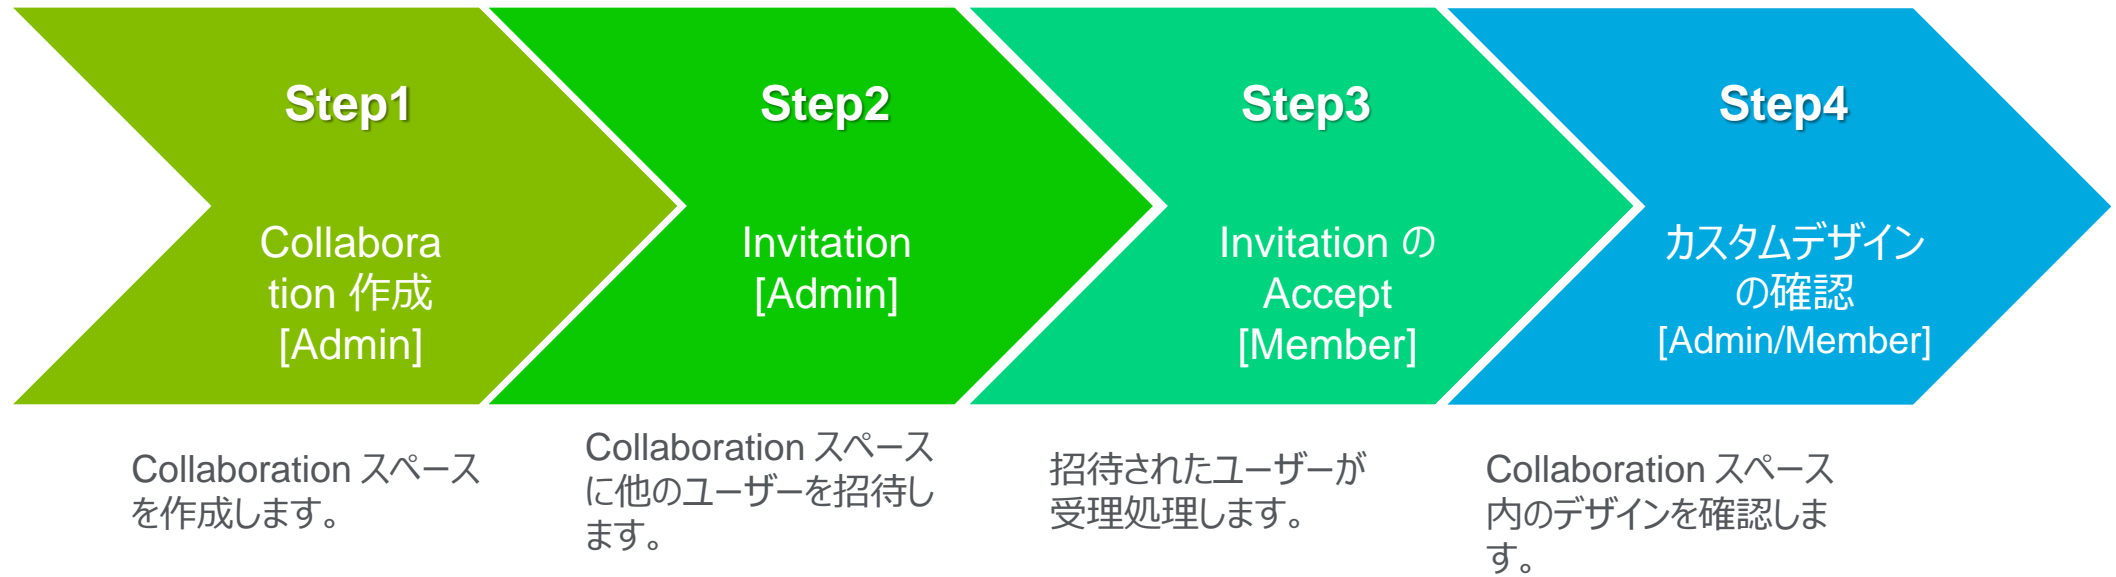 Step1
Collabora
tion 作成
[Admin]
Step2
Invitation
[Admin]
Step3
Invitation の
Accept
[Member]
Step4
カスタムデザイン
の確認
[Admin/Member]
Collaboration スペース
を作成します。
Collaboration スペース
に他のユーザーを招待し
ます。
招待されたユーザーが
受理処理します。
Collaboration スペース
内のデザインを確認しま
す。